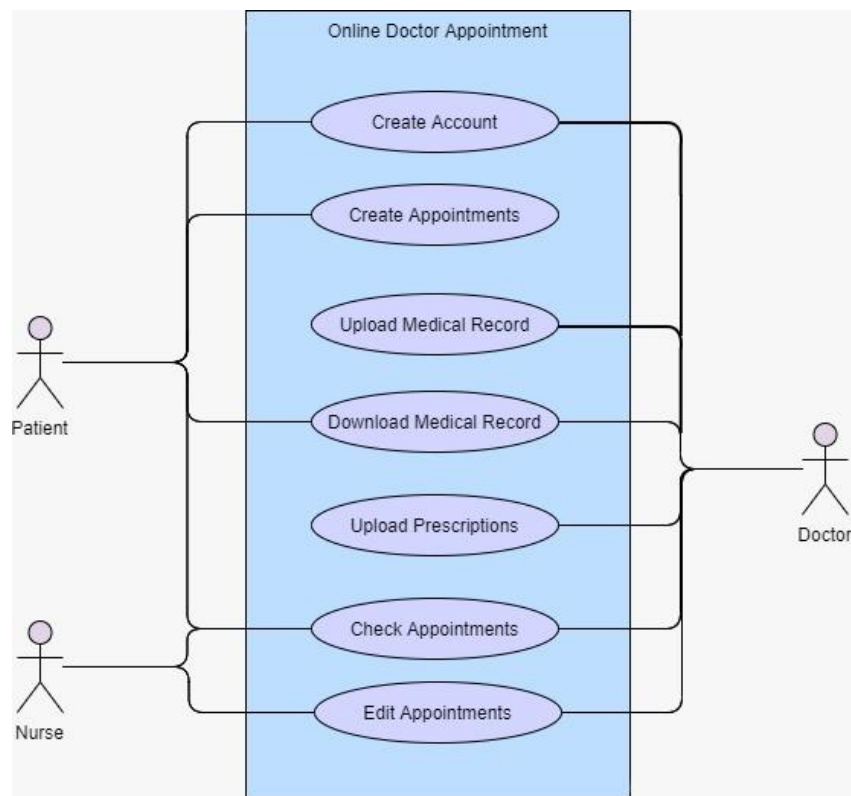 Online Doctor Appointment
Create Account
Create Appointments
Upload Medical Record
Patient
Download Medical Record
Upload Prescriptions
Doctor
Check Appointments
Nurse
Edit Appointments